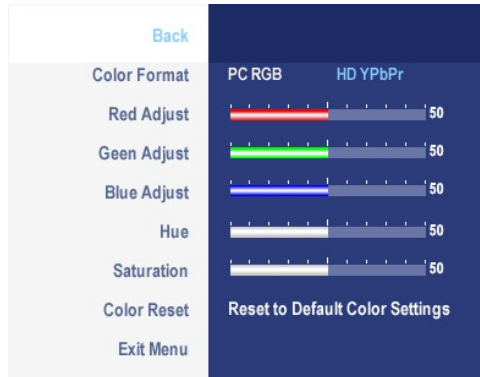 Back
Color Format PC RGB HD YPbPr
Red Adjust 50
Geen Adjust 50
Blue Adjust 50
Hue 50
Saturation 50
Color Reset Reset to Default Color Settings
Exit Menu